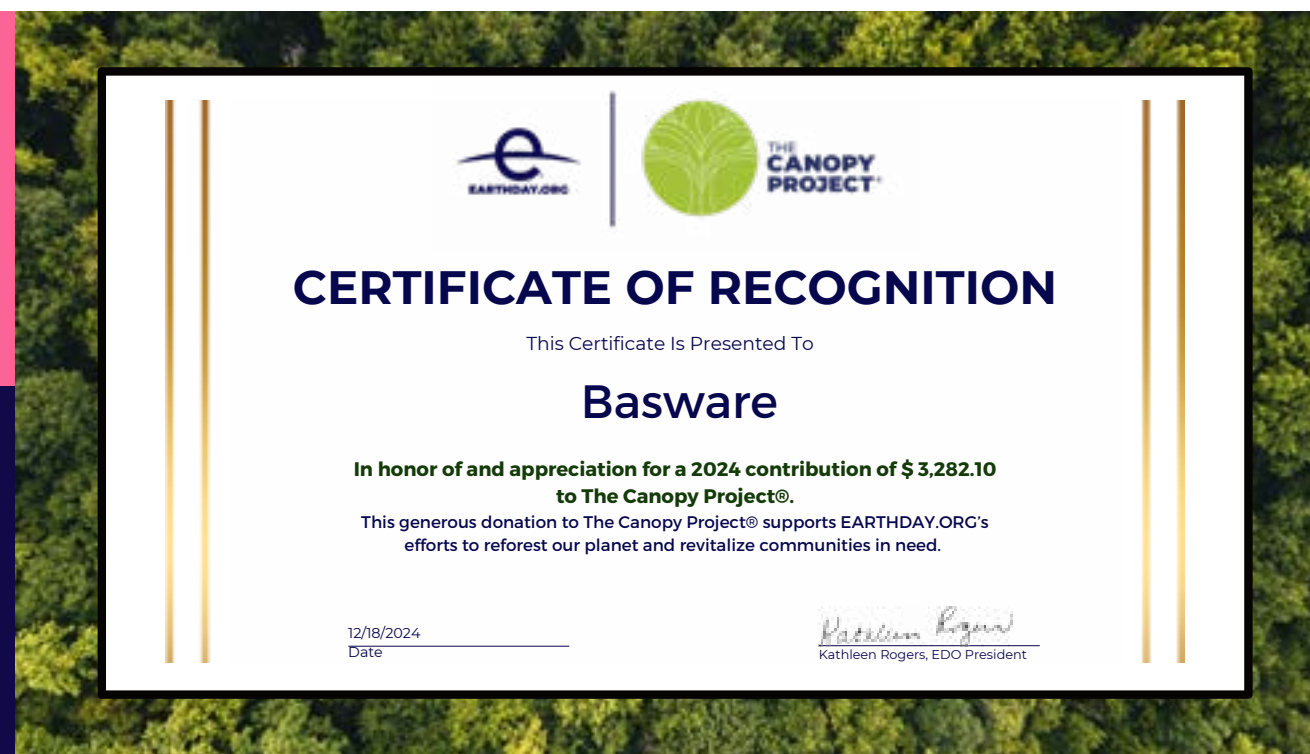 e
EARTHDAY.ORG
THE
CANOPY
PROJECT®
CERTIFICATE OF RECOGNITION
This Certificate Is Presented To
Basware
In honor of and appreciation for a 2024 contribution of $ 3,282.10
to The Canopy Project®.
This generous donation to The Canopy Project® supports EARTHDAY.ORG’s
efforts to reforest our planet and revitalize communities in need.
12/18/2024
Date
Kathleen Rogers
Kathleen Rogers, EDO President